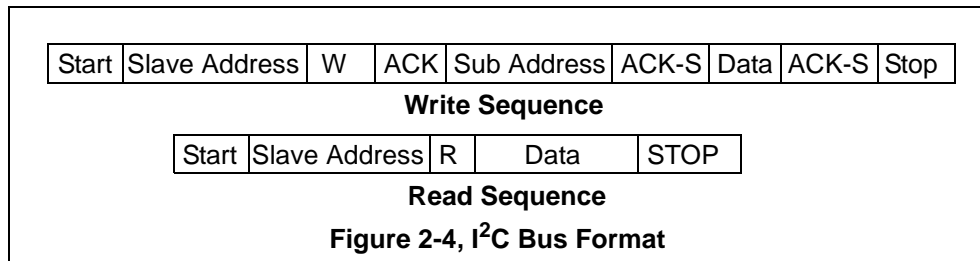 Start Slave Address W ACK Sub Address ACK-S Data ACK-S Stop
Write Sequence
Start Slave Address R Data STOP
Read Sequence
Figure 2-4, I²C Bus Format